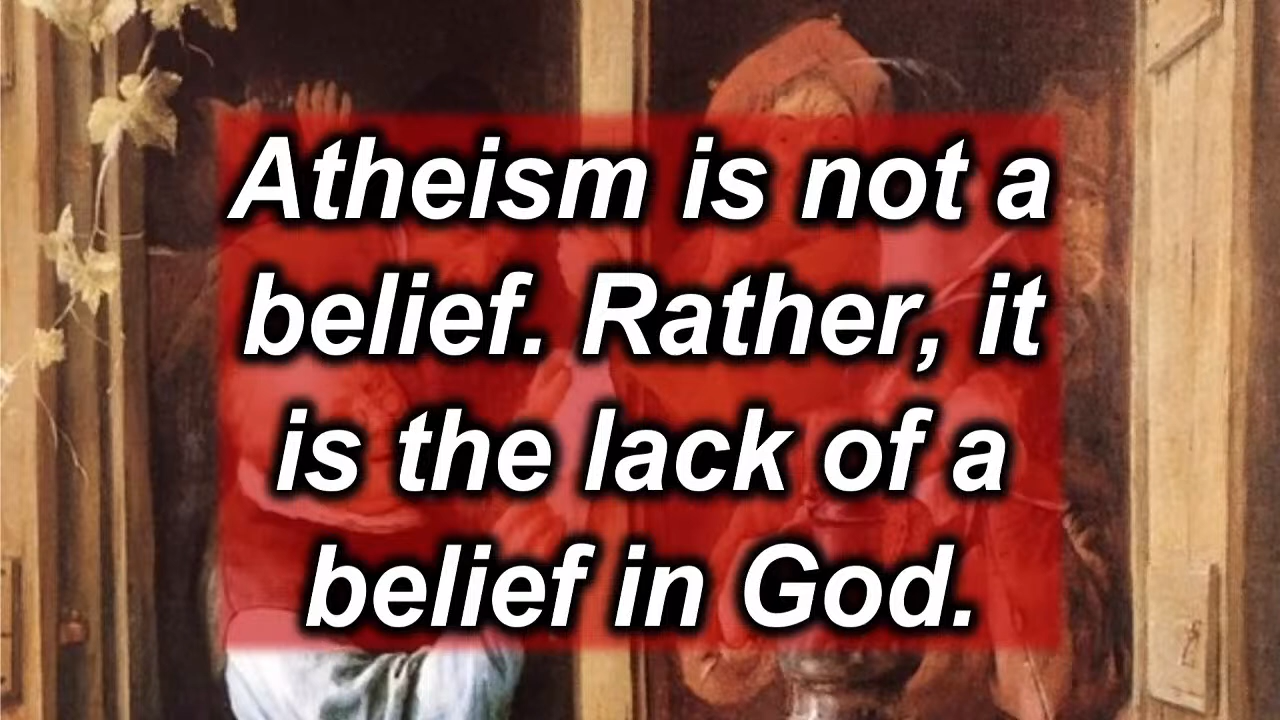 Atheism is not a
belief. Rather, it
is the lack of a
belief in God.